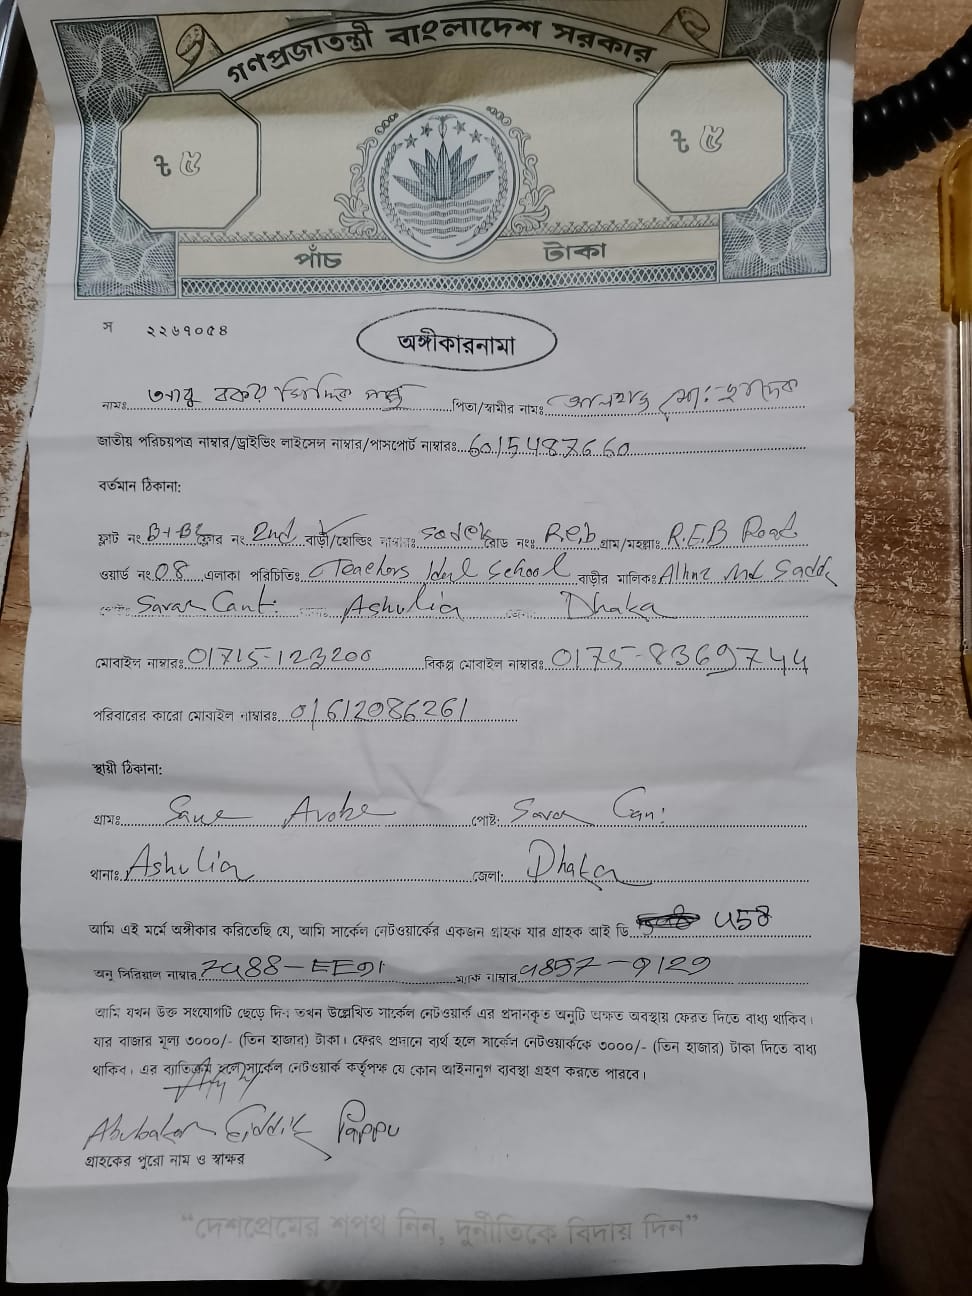 গণপ্রজাতন্ত্রী বাংলাদেশ সরকার
৳ ৫ ৳ ৫
পাঁচ টাকা
স ২২৬৭০৫৪
অঙ্গীকারনামা
নামঃ আবু বকর সিদ্দিক পাপ্পু পিতা/স্বামীর নামঃ আলহাজ্ব মোঃ
জাতীয় পরিচয়পত্র নাম্বার/ড্রাইভিং লাইসেন্স নাম্বার/পাসপোর্ট নাম্বারঃ 6015487660
বর্তমান ঠিকানা:
ফ্লাট নং ফ্লোর নং 2nd বাড়ী/হোল্ডিং নাম্বারঃ রোড নংঃ Reb গ্রাম/মহল্লাঃ R.E.B Road
ওয়ার্ড নং 08 এলাকা পরিচিতিঃ Teachers Ideal School বাড়ীর মালিকঃ Md.
Savar Cant: Ashulia Dhaka
মোবাইল নাম্বারঃ 01715-123200 বিকল্প মোবাইল নাম্বারঃ 0175-8369744
পরিবারের কারো মোবাইল নাম্বারঃ 01612086261
স্থায়ী ঠিকানা:
গ্রামঃ পোষ্ট: Savar Can:
থানাঃ Ashulia জেলা: Dhaka
আমি এই মর্মে অঙ্গীকার করিতেছি যে, আমি সার্কেল নেটওয়ার্কের একজন গ্রাহক যার গ্রাহক আই ডি 458
অনু সিরিয়াল নাম্বার 7488-EE91 ম্যাক নাম্বার 9129
আমি যখন উক্ত সংযোগটি ছেড়ে দিব তখন উল্লেখিত সার্কেল নেটওয়ার্ক এর প্রদানকৃত অনুটি অক্ষত অবস্থায় ফেরত দিতে বাধ্য থাকিব।
যার বাজার মূল্য ৩০০০/- (তিন হাজার) টাকা। ফেরৎ প্রদানে ব্যর্থ হলে সার্কেল নেটওয়ার্ককে ৩০০০/- (তিন হাজার) টাকা দিতে বাধ্য
থাকিব। এর ব্যতিক্রম হলে সার্কেল নেটওয়ার্ক কর্তৃপক্ষ যে কোন আইনানুগ ব্যবস্থা গ্রহণ করতে পারবে।
Abubakar Siddik Pappu
গ্রাহকের পুরো নাম ও স্বাক্ষর
“দেশপ্রেমের শপথ নিন, দুর্নীতিকে বিদায় দিন”